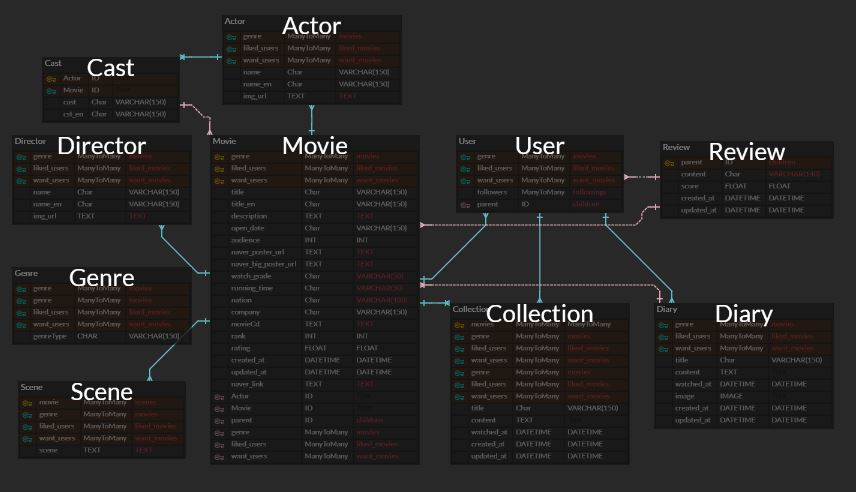 Actor
Actor
genre ManyToMany movies
liked_users ManyToMany liked_movies
want_users ManyToMany want_movies
name Char VARCHAR(150)
name_en Char VARCHAR(150)
img_url TEXT TEXT
Cast
Cast
Actor ID
Movie ID
cast Char VARCHAR(150)
cst_en Char VARCHAR(150)
Director
Director
genre ManyToMany movies
liked_users ManyToMany liked_movies
want_users ManyToMany want_movies
name Char VARCHAR(150)
name_en Char VARCHAR(150)
img_url TEXT TEXT
Movie
Movie
genre ManyToMany movies
liked_users ManyToMany liked_movies
want_users ManyToMany want_movies
title Char VARCHAR(150)
title_en Char VARCHAR(150)
description TEXT TEXT
open_date Char VARCHAR(150)
audience INT INT
naver_poster_url TEXT TEXT
naver_big_poster_url TEXT TEXT
watch_grade Char VARCHAR(50)
running_time Char VARCHAR(50)
nation Char VARCHAR(100)
company Char VARCHAR(150)
movieCd TEXT TEXT
rank INT INT
rating FLOAT FLOAT
created_at DATETIME DATETIME
updated_at DATETIME DATETIME
naver_link TEXT TEXT
Actor ID
Movie ID
parent ID children
genre ManyToMany movies
liked_users ManyToMany liked_movies
want_users ManyToMany want_movies
User
User
genre ManyToMany movies
liked_users ManyToMany liked_movies
want_users ManyToMany want_movies
followers ManyToMany followings
parent ID children
Review
Review
parent ID children
content Char VARCHAR(140)
score FLOAT FLOAT
created_at DATETIME DATETIME
updated_at DATETIME DATETIME
Genre
Genre
genre ManyToMany movies
genre ManyToMany movies
liked_users ManyToMany liked_movies
want_users ManyToMany want_movies
genreType CHAR VARCHAR(150)
Scene
Scene
movie ManyToMany scenes
genre ManyToMany movies
liked_users ManyToMany liked_movies
want_users ManyToMany want_movies
scene TEXT TEXT
Collection
Collection
movies ManyToMany ManyToMany
genre ManyToMany movies
liked_users ManyToMany liked_movies
want_users ManyToMany want_movies
genre ManyToMany movies
liked_users ManyToMany liked_movies
want_users ManyToMany want_movies
title Char VARCHAR(150)
content TEXT
watched_at DATETIME DATETIME
created_at DATETIME DATETIME
updated_at DATETIME DATETIME
Diary
Diary
genre ManyToMany movies
liked_users ManyToMany liked_movies
want_users ManyToMany want_movies
title Char VARCHAR(150)
content TEXT
watched_at DATETIME DATETIME
image IMAGE
created_at DATETIME DATETIME
updated_at DATETIME DATETIME